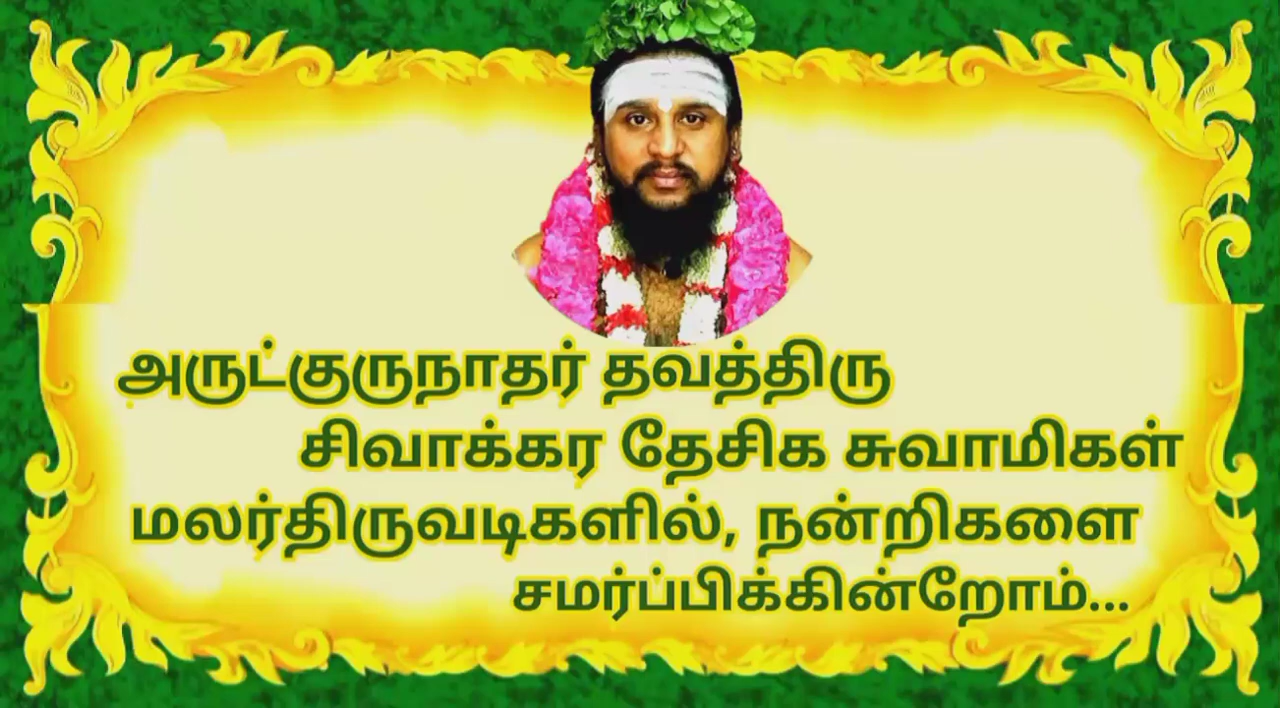 அருட்குருநாதர் தவத்திரு
சிவாக்கர தேசிக சுவாமிகள்
மலர்திருவடிகளில், நன்றிகளை
சமர்ப்பிக்கின்றோம்...